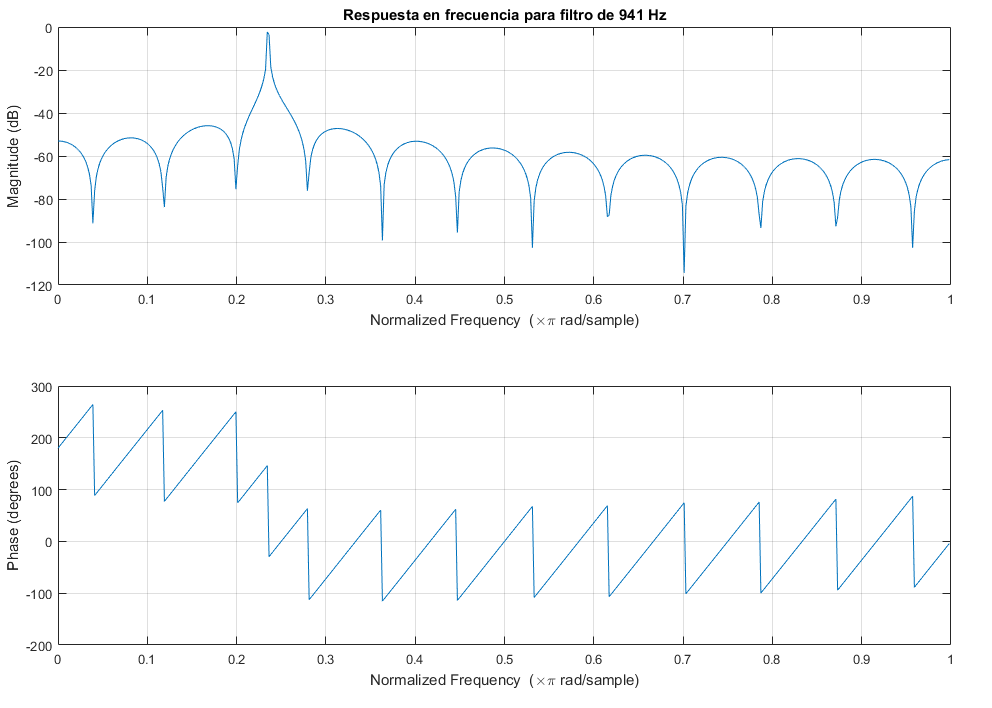 Respuesta en frecuencia para filtro de 941 Hz
0
-20
-40
-60
-80
-100
-120
Magnitude (dB)
0 0.1 0.2 0.3 0.4 0.5 0.6 0.7 0.8 0.9 1
Normalized Frequency (×π rad/sample)
300
200
100
0
-100
-200
Phase (degrees)
0 0.1 0.2 0.3 0.4 0.5 0.6 0.7 0.8 0.9 1
Normalized Frequency (×π rad/sample)